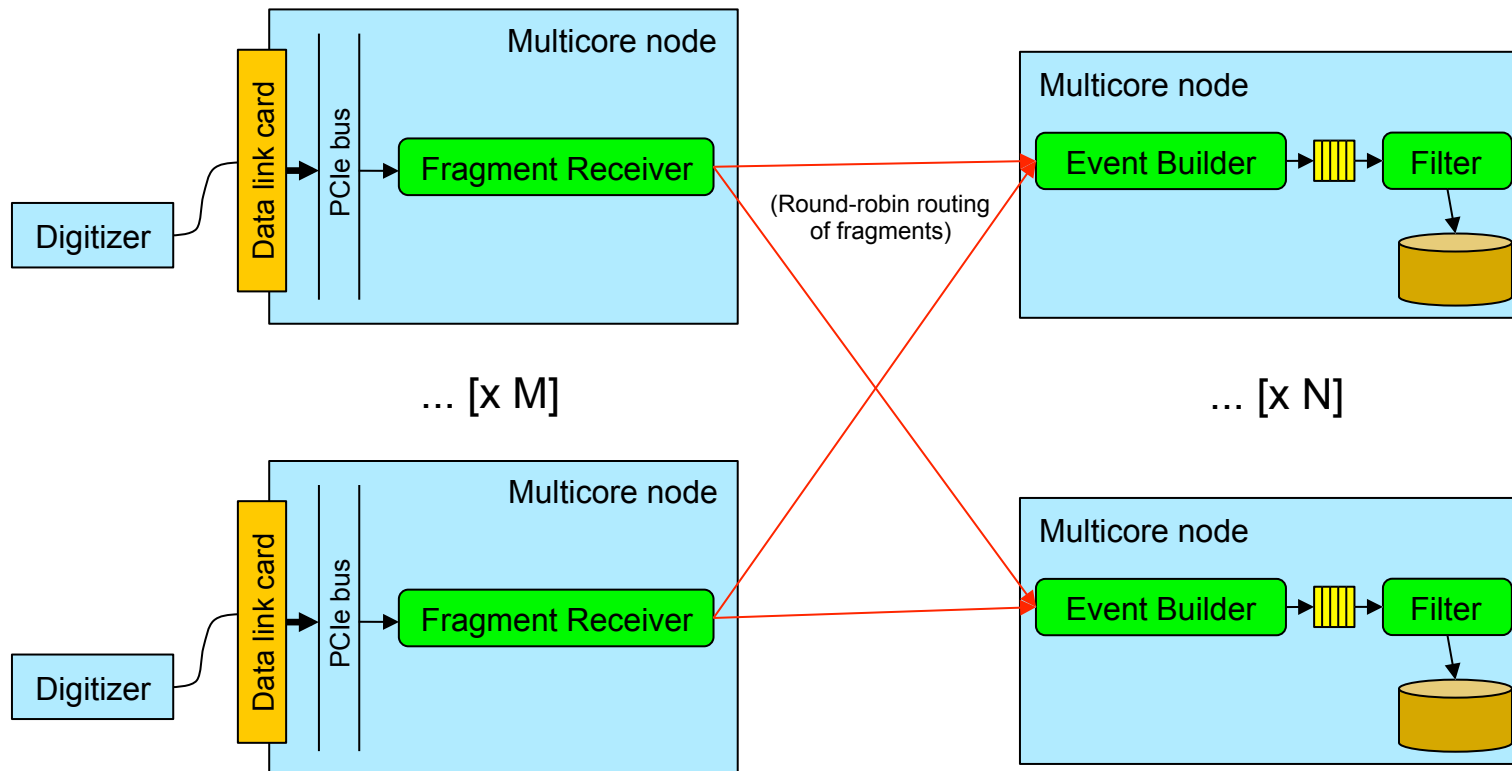 Multicore node
Data link card
PCIe bus
Fragment Receiver
Digitizer
(Round-robin routing
of fragments)
Multicore node
Event Builder
Filter
... [x M]
... [x N]
Multicore node
Data link card
PCIe bus
Fragment Receiver
Digitizer
Multicore node
Event Builder
Filter